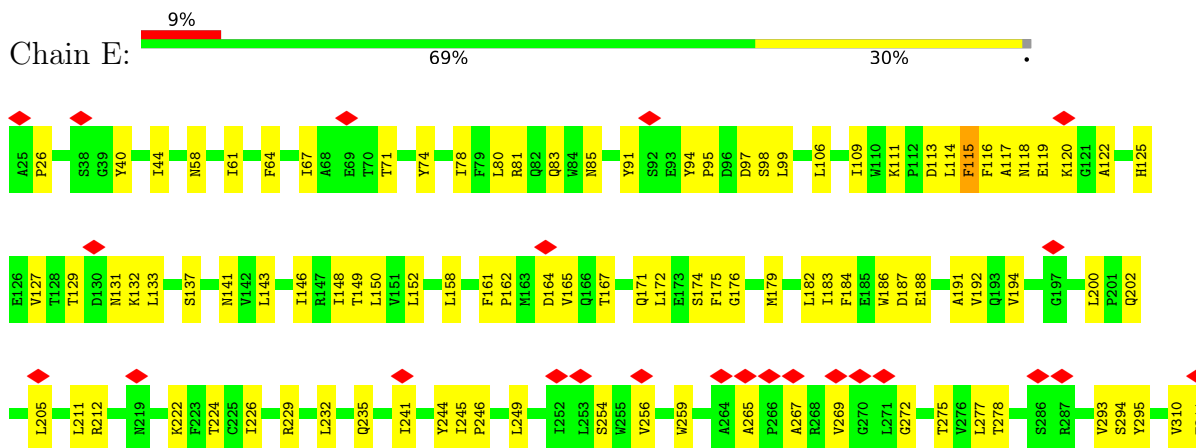 9%
Chain E:
69% 30% •
A25 P26 S38 G39 Y40 I44 N58 I61 F64 I67 A68 E69 T70 T71 Y74 I78 F79 L80 R81 Q82 Q83 W84 N85 Y91 S92 E93 Y94 P95 D96 D97 S98 L99 L106 I109 W110 K111 P112 D113 L114 F115 F116 A117 N118 E119 K120 G121 A122 H125
E126 V127 T128 T129 D130 N131 K132 L133 S137 N141 V142 L143 I146 R147 I148 T149 L150 V151 L152 L158 F161 P162 M163 D164 V165 Q166 T167 Q171 L172 E173 S174 F175 G176 M179 L182 I183 F184 E185 W186 D187 E188 A191 V192 Q193 V194 G197 L200 P201 Q202
L205 L211 R212 N219 K222 F223 T224 C225 I226 R229 L232 Q235 I241 Y244 I245 P246 L249 I252 L253 S254 W255 V256 W259 A264 A265 P266 A267 R268 V269 G270 L271 G272 T275 V276 L277 T278 S286 R287 V293 S294 Y295 V310